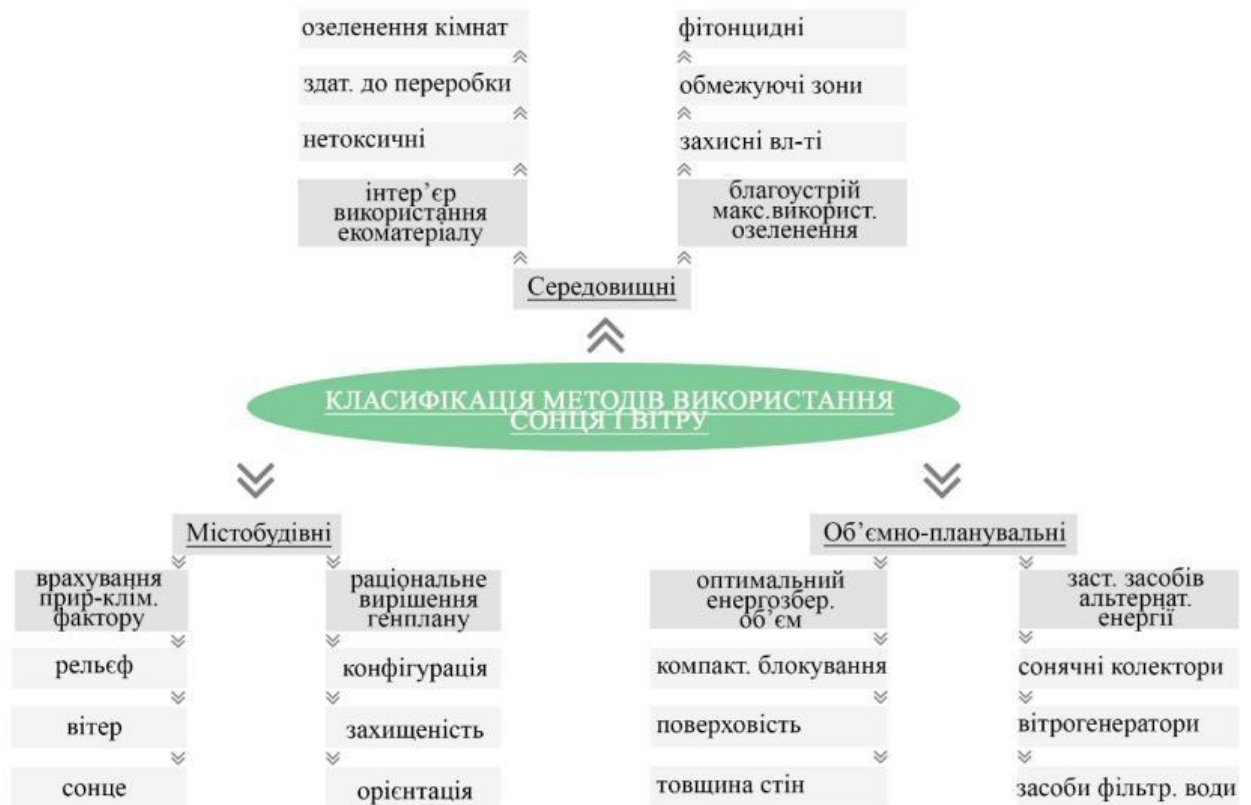 озеленення кімнат
здат. до переробки
нетоксичні
інтер’єр
використання
екоматеріалу
фітонцидні
обмежуючі зони
захисні вл-ті
благоустрій
макс.використ.
озеленення
Середовищні
КЛАСИФІКАЦІЯ МЕТОДІВ ВИКОРИСТАННЯ
СОНЦЯ І ВІТРУ
Містобудівні
врахування
прир-клім.
фактору
рельєф
вітер
сонце
раціональне
вирішення
генплану
конфігурація
захищеність
орієнтація
Об’ємно-планувальні
оптимальний
енергозбер.
об’єм
компакт. блокування
поверховість
товщина стін
заст. засобів
альтернат.
енергії
сонячні колектори
вітрогенератори
засоби фільтр. води